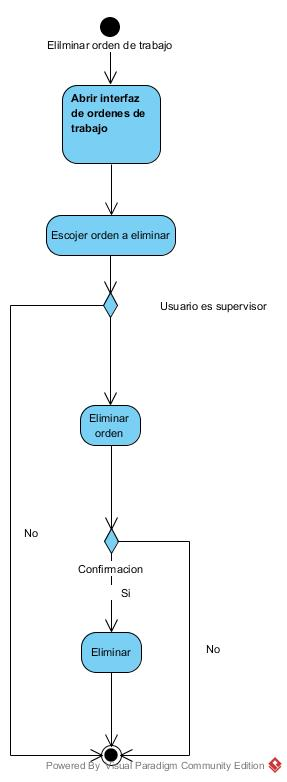 Elilminar orden de trabajo
Abrir interfaz
de ordenes de
trabajo
Escojer orden a eliminar
Usuario es supervisor
Eliminar
orden
No
Confirmacion
Si
Eliminar
No
Powered By Visual Paradigm Community Edition